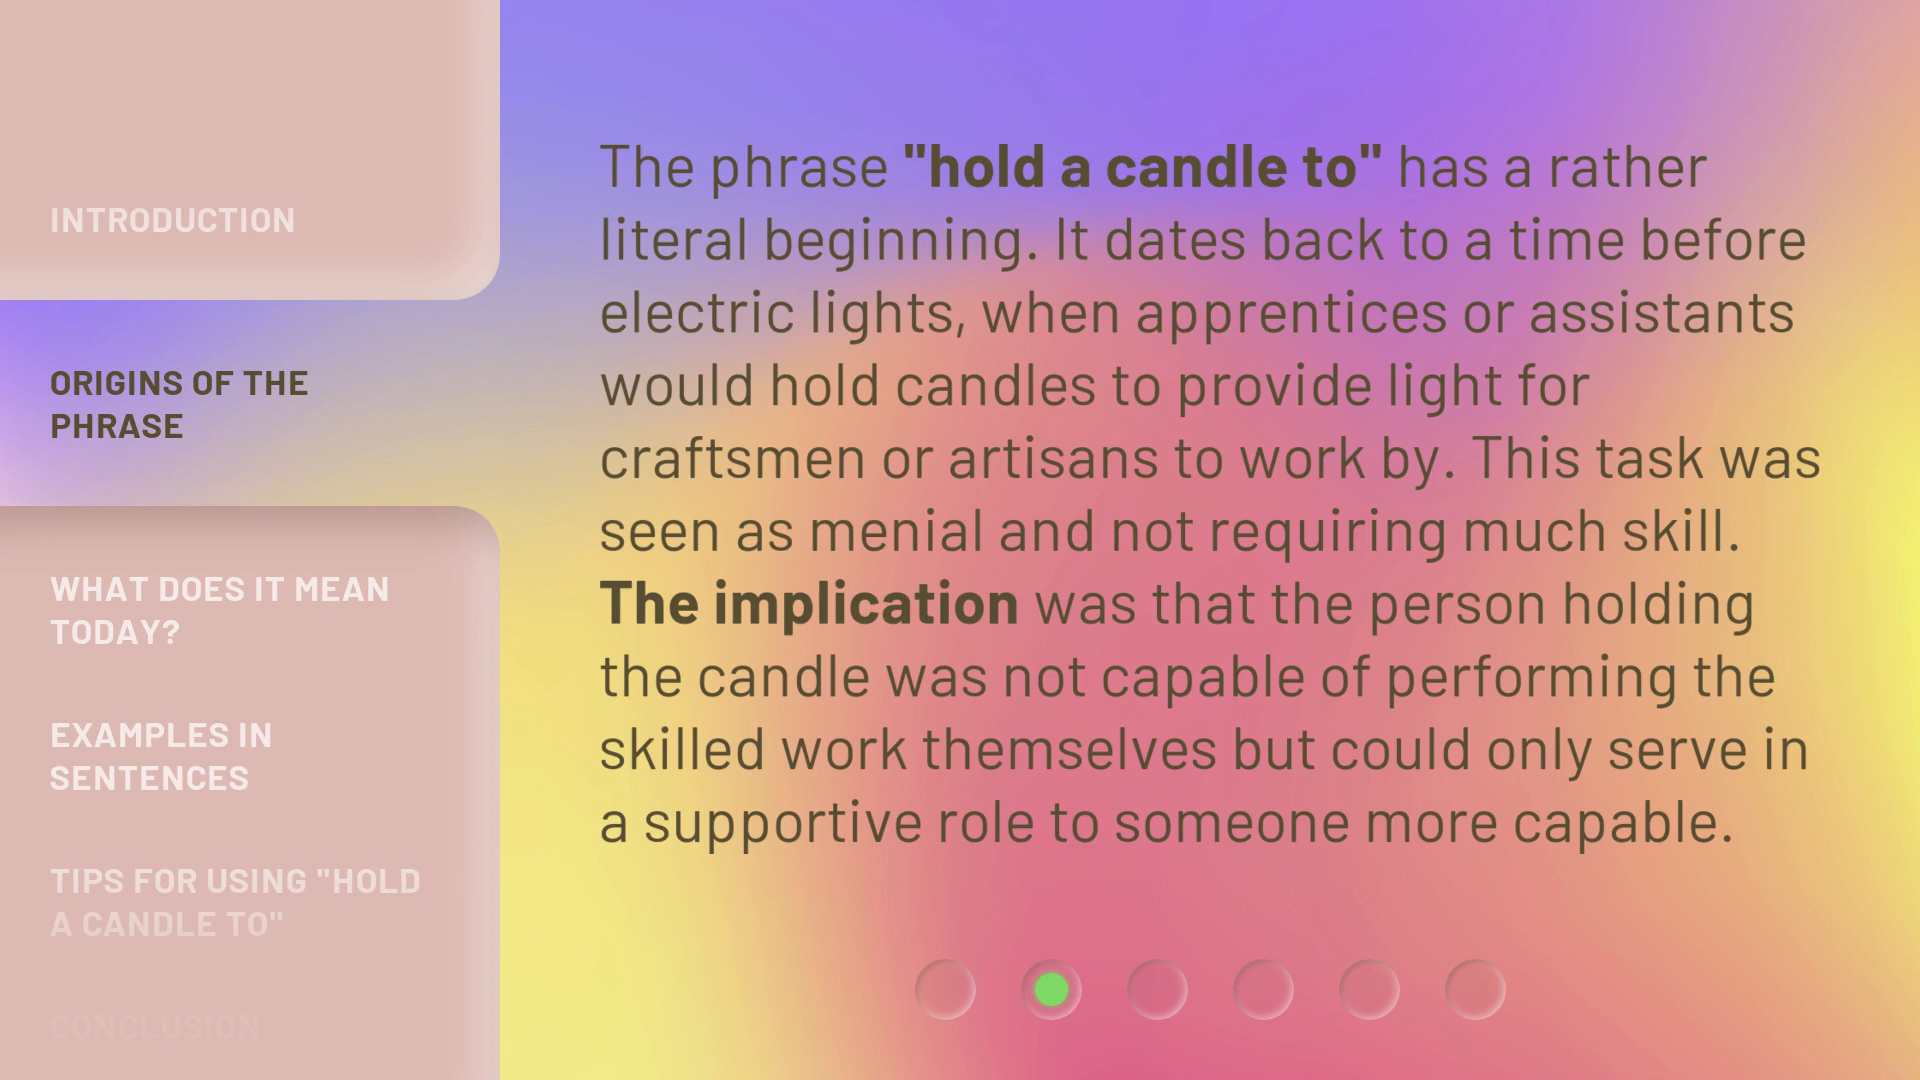 INTRODUCTION
ORIGINS OF THE
PHRASE
WHAT DOES IT MEAN
TODAY?
EXAMPLES IN
SENTENCES
TIPS FOR USING "HOLD
A CANDLE TO"
CONCLUSION
The phrase "hold a candle to" has a rather
literal beginning. It dates back to a time before
electric lights, when apprentices or assistants
would hold candles to provide light for
craftsmen or artisans to work by. This task was
seen as menial and not requiring much skill.
The implication was that the person holding
the candle was not capable of performing the
skilled work themselves but could only serve in
a supportive role to someone more capable.